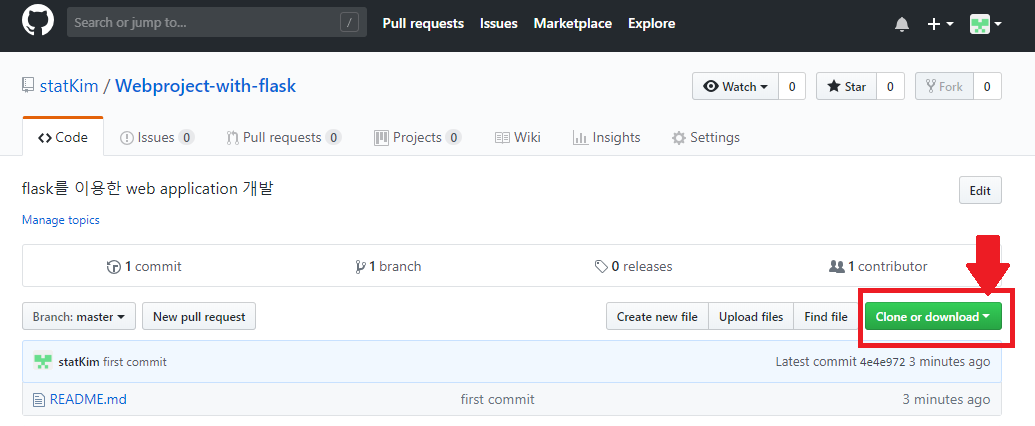 Search or jump to... / Pull requests Issues Marketplace Explore
statKim / Webproject-with-flask Watch 0 Star 0 Fork 0
Code Issues 0 Pull requests 0 Projects 0 Wiki Insights Settings
flask를 이용한 web application 개발 Edit
Manage topics
1 commit 1 branch 0 releases 1 contributor
Branch: master New pull request Create new file Upload files Find file Clone or download
statKim first commit Latest commit 4e4e972 3 minutes ago
README.md first commit 3 minutes ago